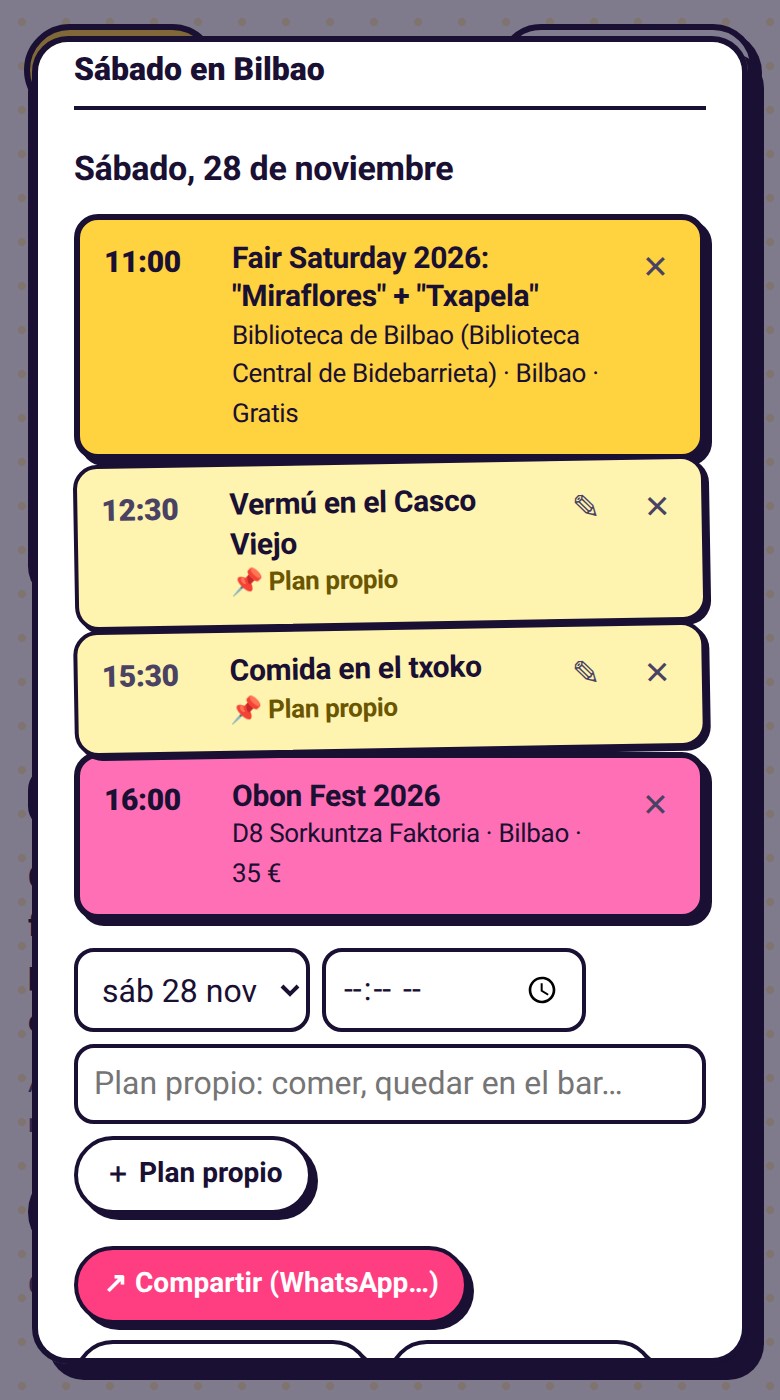 Sábado en Bilbao
Sábado, 28 de noviembre
11:00
Fair Saturday 2026:
"Miraflores" + "Txapela"
Biblioteca de Bilbao (Biblioteca
Central de Bidebarrieta) · Bilbao ·
Gratis
✕
12:30
Vermú en el Casco
Viejo
📌 Plan propio
✎ ✕
15:30
Comida en el txoko
📌 Plan propio
✎ ✕
16:00
Obon Fest 2026
D8 Sorkuntza Faktoria · Bilbao ·
35 €
✕
sáb 28 nov
--:-- --
Plan propio: comer, quedar en el bar…
+ Plan propio
↗ Compartir (WhatsApp…)